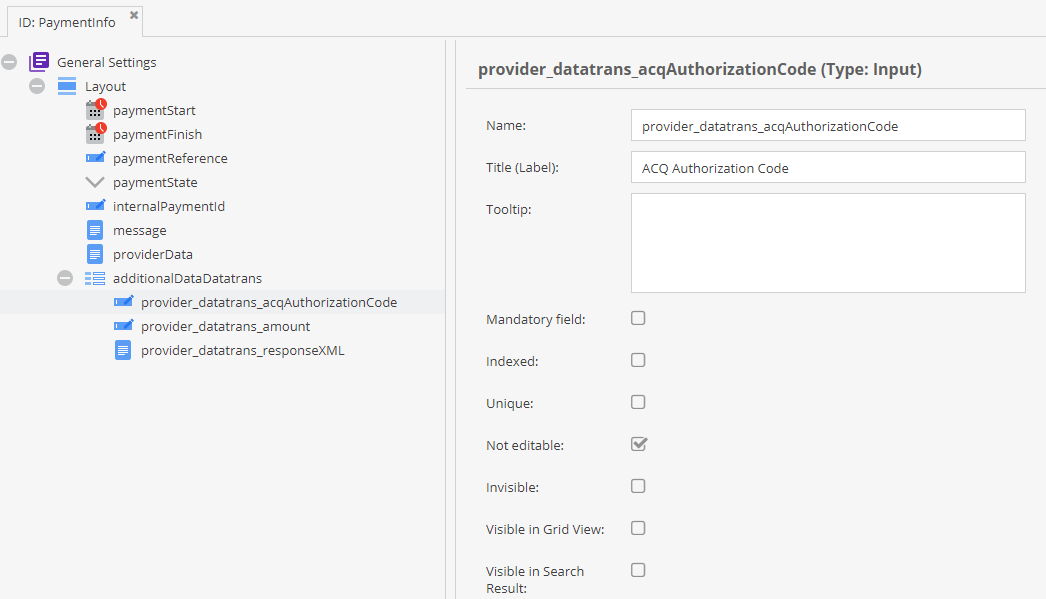 ID: PaymentInfo
General Settings
Layout
paymentStart
paymentFinish
paymentReference
paymentState
internalPaymentId
message
providerData
additionalDataDatatrans
provider_datatrans_acqAuthorizationCode
provider_datatrans_amount
provider_datatrans_responseXML
provider_datatrans_acqAuthorizationCode (Type: Input)
Name:
provider_datatrans_acqAuthorizationCode
Title (Label):
ACQ Authorization Code
Tooltip:
Mandatory field:
Indexed:
Unique:
Not editable:
Invisible:
Visible in Grid View:
Visible in Search
Result: